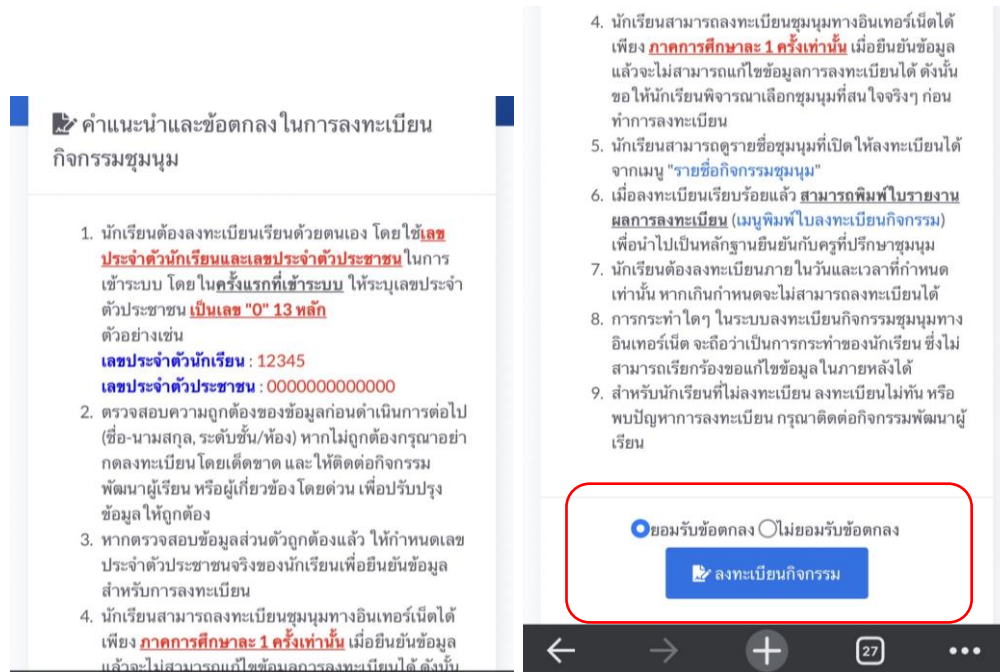 คำแนะนำและข้อตกลงในการลงทะเบียน
กิจกรรมชุมนุม
1. นักเรียนต้องลงทะเบียนเรียนด้วยตนเอง โดยใช้เลข
ประจำตัวนักเรียนและเลขประจำตัวประชาชนในการ
เข้าระบบ โดยในครั้งแรกที่เข้าระบบ ให้ระบุเลขประจำ
ตัวประชาชน เป็นเลข "0" 13 หลัก
ตัวอย่างเช่น
เลขประจำตัวนักเรียน : 12345
เลขประจำตัวประชาชน : 0000000000000
2. ตรวจสอบความถูกต้องของข้อมูลก่อนดำเนินการต่อไป
(ชื่อ-นามสกุล, ระดับชั้น/ห้อง) หากไม่ถูกต้องกรุณาอย่า
กดลงทะเบียนโดยเด็ดขาด และให้ติดต่อกิจกรรม
พัฒนาผู้เรียน หรือผู้เกี่ยวข้องโดยด่วน เพื่อปรับปรุง
ข้อมูลให้ถูกต้อง
3. หากตรวจสอบข้อมูลส่วนตัวถูกต้องแล้ว ให้กำหนดเลข
ประจำตัวประชาชนจริงของนักเรียนเพื่อยืนยันข้อมูล
สำหรับการลงทะเบียน
4. นักเรียนสามารถลงทะเบียนชุมนุมทางอินเทอร์เน็ตได้
เพียง ภาคการศึกษาละ 1 ครั้งเท่านั้น เมื่อยืนยันข้อมูล
แล้วจะไม่สามารถแก้ไขข้อมูลการลงทะเบียนได้ ดังนั้น
4. นักเรียนสามารถลงทะเบียนชุมนุมทางอินเทอร์เน็ตได้
เพียง ภาคการศึกษาละ 1 ครั้งเท่านั้น เมื่อยืนยันข้อมูล
แล้วจะไม่สามารถแก้ไขข้อมูลการลงทะเบียนได้ ดังนั้น
ขอให้นักเรียนพิจารณาเลือกชุมนุมที่สนใจจริงๆ ก่อน
ทำการลงทะเบียน
5. นักเรียนสามารถดูรายชื่อชุมนุมที่เปิดให้ลงทะเบียนได้
จากเมนู "รายชื่อกิจกรรมชุมนุม"
6. เมื่อลงทะเบียนเรียบร้อยแล้ว สามารถพิมพ์ใบรายงาน
ผลการลงทะเบียน (เมนูพิมพ์ใบลงทะเบียนกิจกรรม)
เพื่อนำไปเป็นหลักฐานยืนยันกับครูที่ปรึกษาชุมนุม
7. นักเรียนต้องลงทะเบียนภายในวันและเวลาที่กำหนด
เท่านั้น หากเกินกำหนดจะไม่สามารถลงทะเบียนได้
8. การกระทำใดๆ ในระบบลงทะเบียนกิจกรรมชุมนุมทาง
อินเทอร์เน็ต จะถือว่าเป็นการกระทำของนักเรียน ซึ่งไม่
สามารถเรียกร้องขอแก้ไขข้อมูลในภายหลังได้
9. สำหรับนักเรียนที่ไม่ลงทะเบียน ลงทะเบียนไม่ทัน หรือ
พบปัญหาการลงทะเบียน กรุณาติดต่อกิจกรรมพัฒนาผู้
เรียน
ยอมรับข้อตกลง ไม่ยอมรับข้อตกลง
ลงทะเบียนกิจกรรม
27